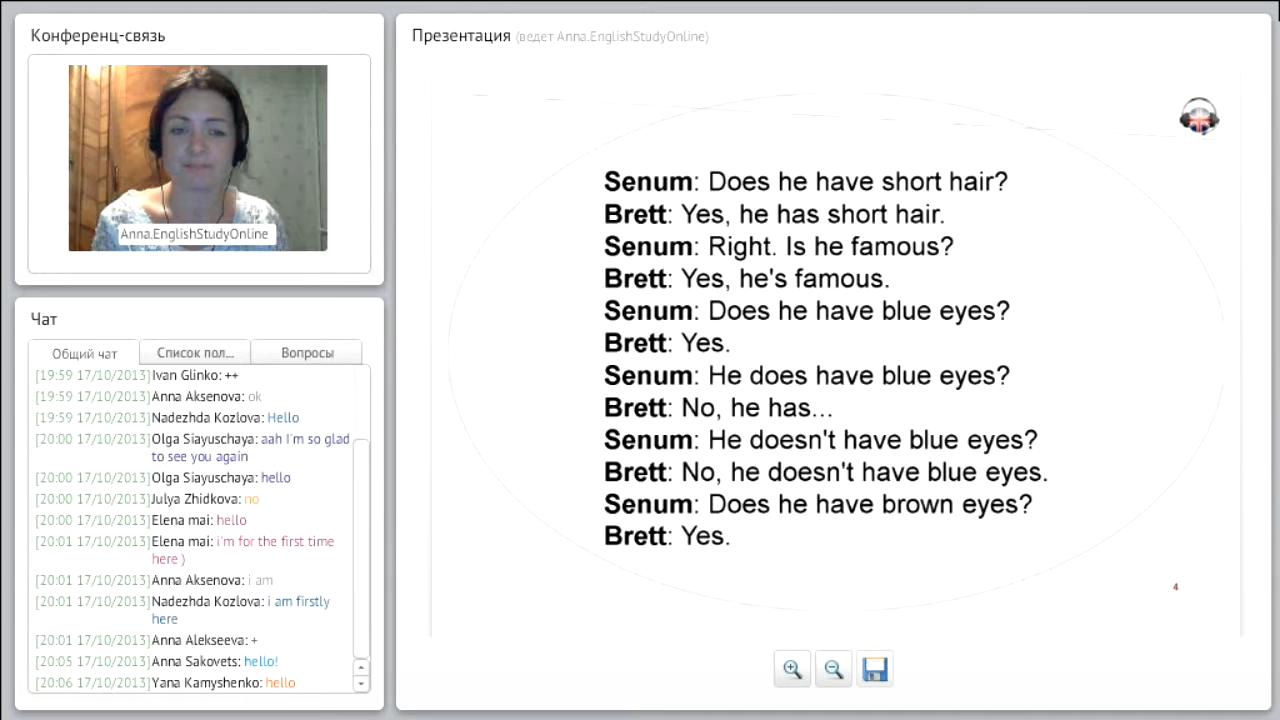 Конференц-связь
Anna.EnglishStudyOnline
Чат
Общий чат
Список пол...
Вопросы
[19:59 17/10/2013]Ivan Glinko: ++
[19:59 17/10/2013]Anna Aksenova: ok
[19:59 17/10/2013]Nadezhda Kozlova: Hello
[20:00 17/10/2013]Olga Siayuschaya: aah I'm so glad
to see you again
[20:00 17/10/2013]Olga Siayuschaya: hello
[20:00 17/10/2013]Julya Zhidkova: no
[20:00 17/10/2013]Elena mai: hello
[20:01 17/10/2013]Elena mai: i'm for the first time
here )
[20:01 17/10/2013]Anna Aksenova: i am
[20:01 17/10/2013]Nadezhda Kozlova: i am firstly
here
[20:01 17/10/2013]Anna Alekseeva: +
[20:05 17/10/2013]Anna Sakovets: hello!
[20:06 17/10/2013]Yana Kamyshenko: hello
Презентация (ведет Anna.EnglishStudyOnline)
Senum: Does he have short hair?
Brett: Yes, he has short hair.
Senum: Right. Is he famous?
Brett: Yes, he's famous.
Senum: Does he have blue eyes?
Brett: Yes.
Senum: He does have blue eyes?
Brett: No, he has...
Senum: He doesn't have blue eyes?
Brett: No, he doesn't have blue eyes.
Senum: Does he have brown eyes?
Brett: Yes.
4